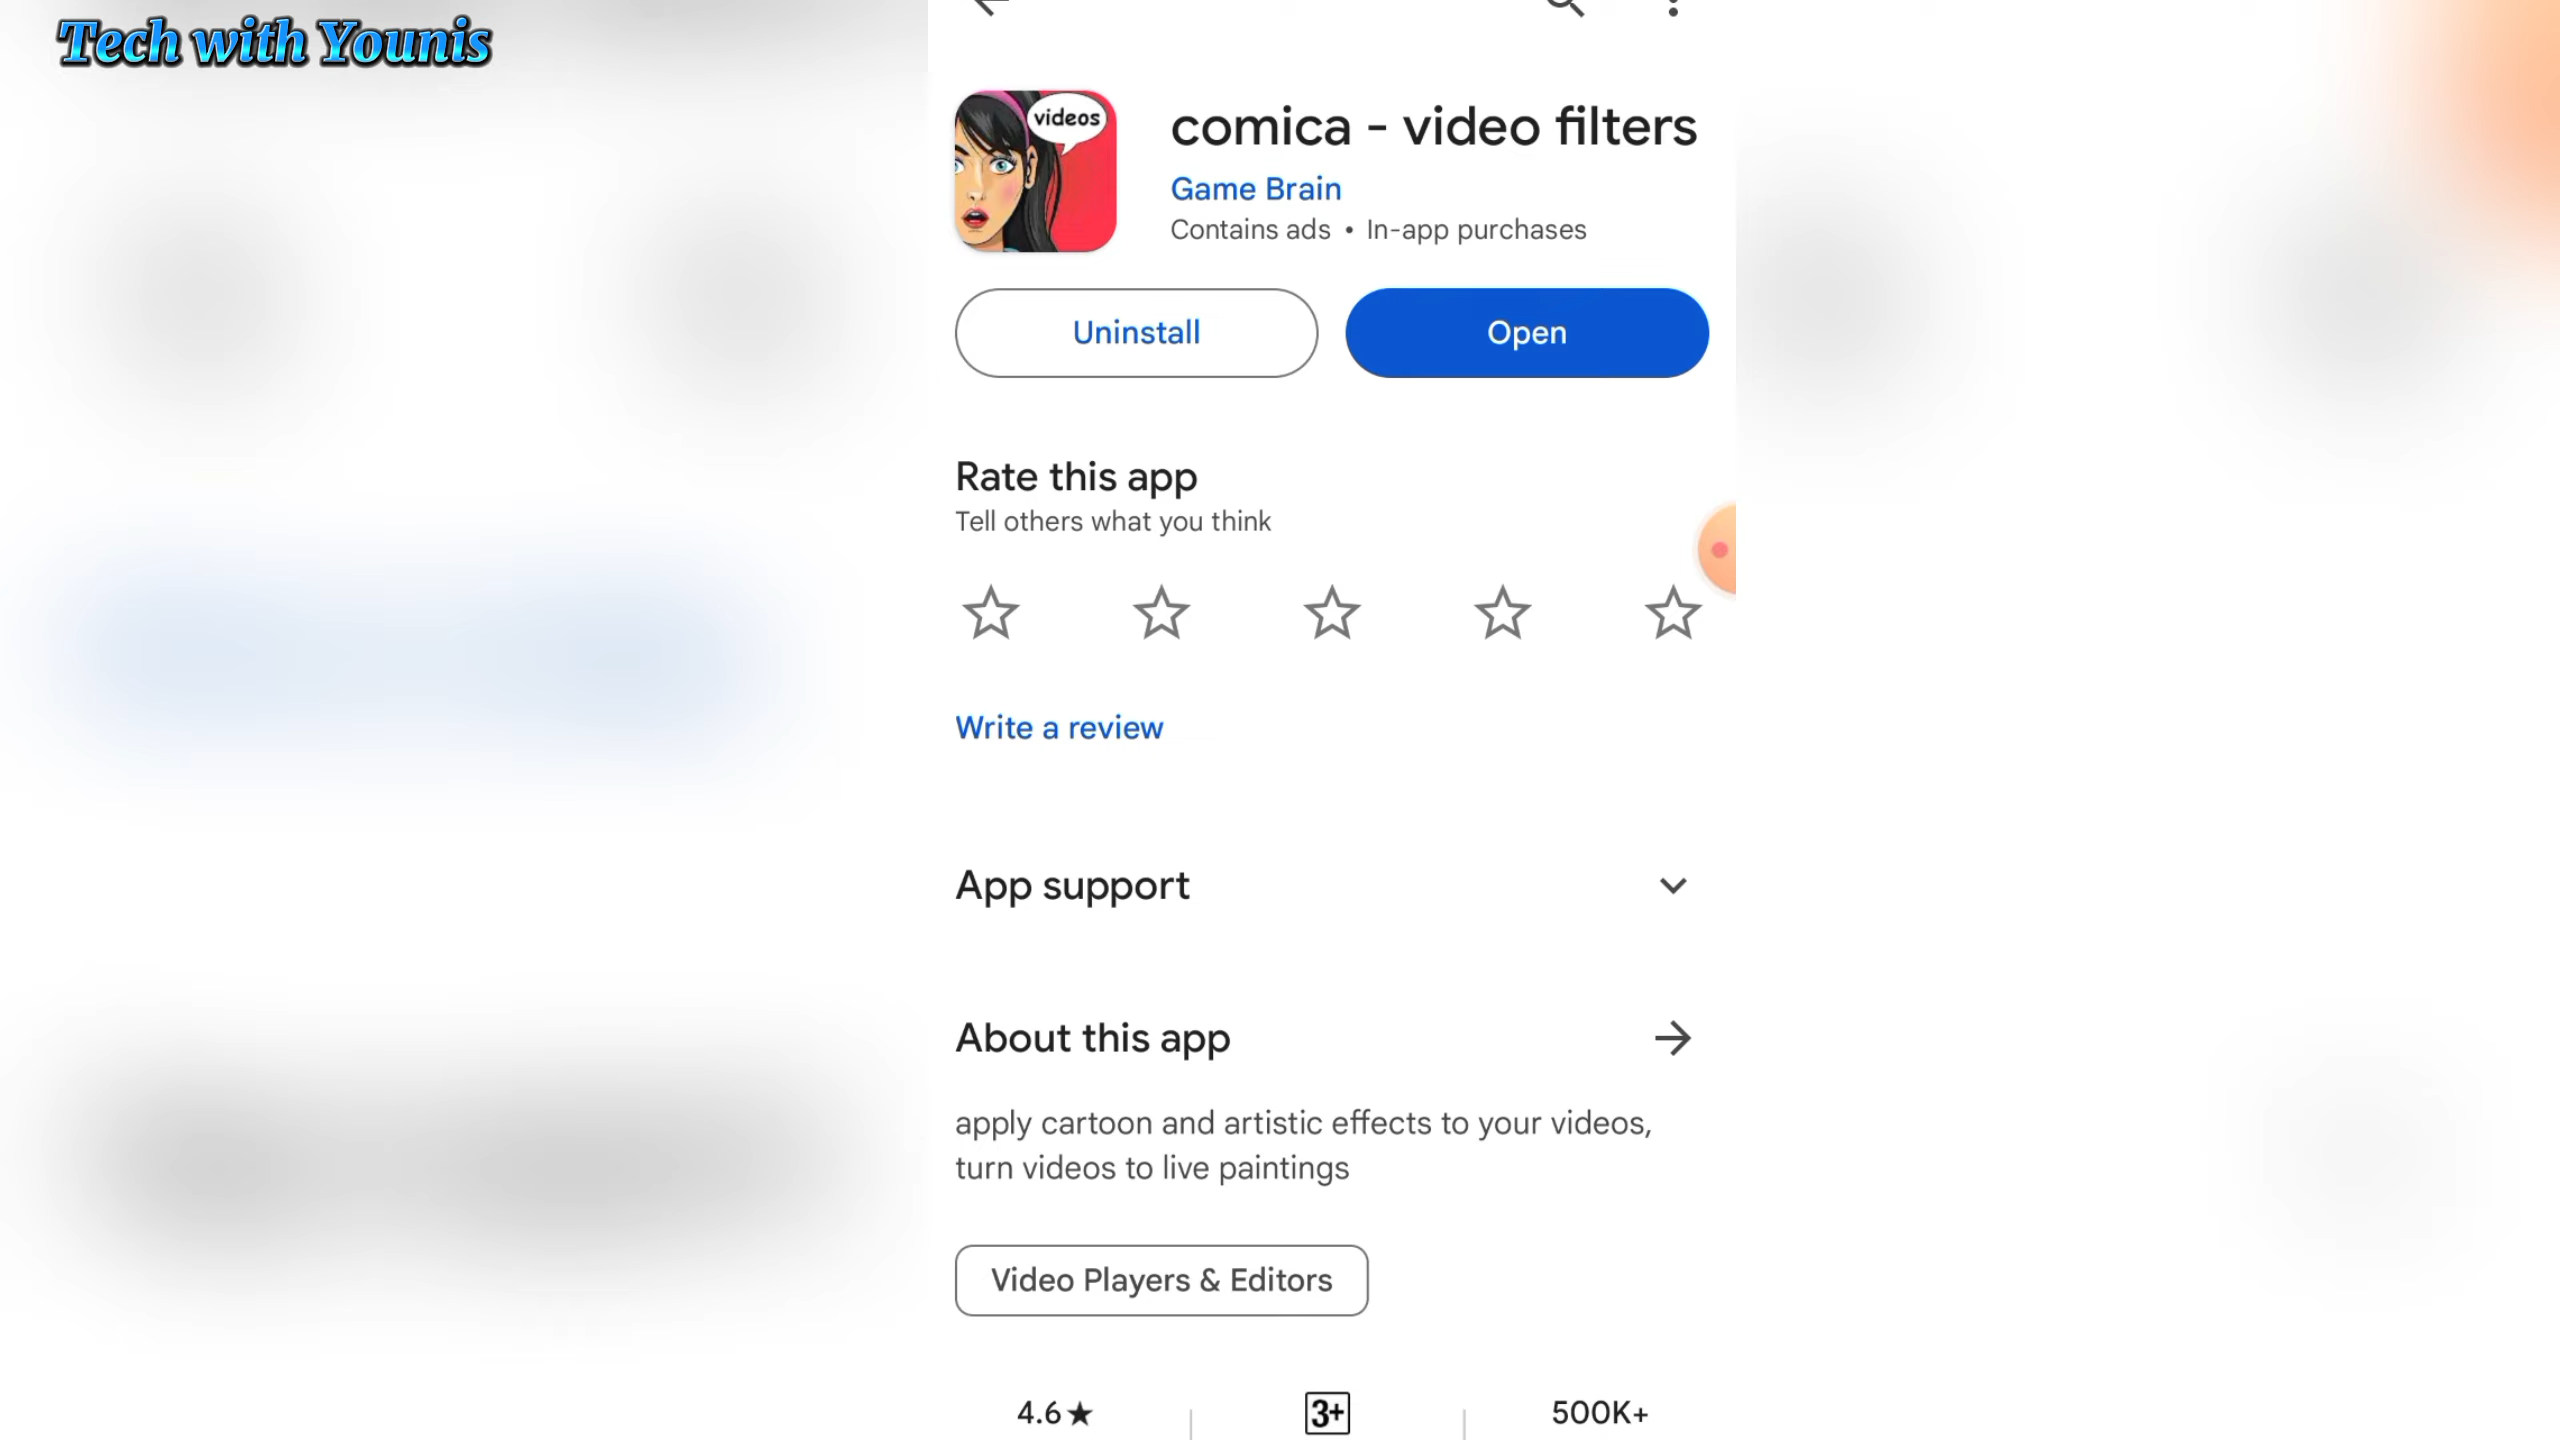 Tech with Younis
videos
comica - video filters
Game Brain
Contains ads • In-app purchases
Uninstall
Open
Rate this app
Tell others what you think
Write a review
App support
About this app
apply cartoon and artistic effects to your videos,
turn videos to live paintings
Video Players & Editors
4.6★
3+
500K+